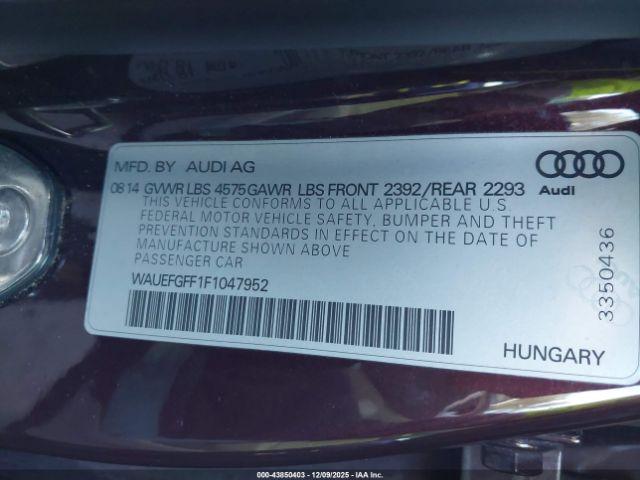 MFD. BY AUDI AG
0814 GVWR LBS 4575 GAWR LBS FRONT 2392/REAR 2293
THIS VEHICLE CONFORMS TO ALL APPLICABLE U.S.
FEDERAL MOTOR VEHICLE SAFETY, BUMPER AND THEFT
PREVENTION STANDARDS IN EFFECT ON THE DATE OF
MANUFACTURE SHOWN ABOVE
PASSENGER CAR
WAUEFGFF1F1047952
Audi
3350436
HUNGARY
000-43850403 - 12/09/2025 - IAA Inc.